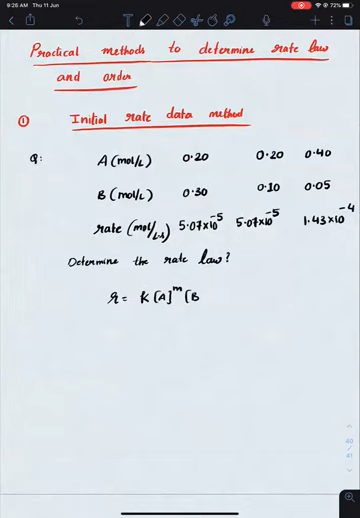 9:26 AM Thu 11 Jun
72%
Practical methods to determine rate law
and order
① Initial rate data method
Q: A (mol/L) 0.20 0.20 0.40
B (mol/L) 0.30 0.10 0.05
rate (mol/L·s) 5.07×10⁻⁵ 5.07×10⁻⁵ 1.43×10⁻⁴
Determine the rate law?
r = K [A]ᵐ [B
40
41